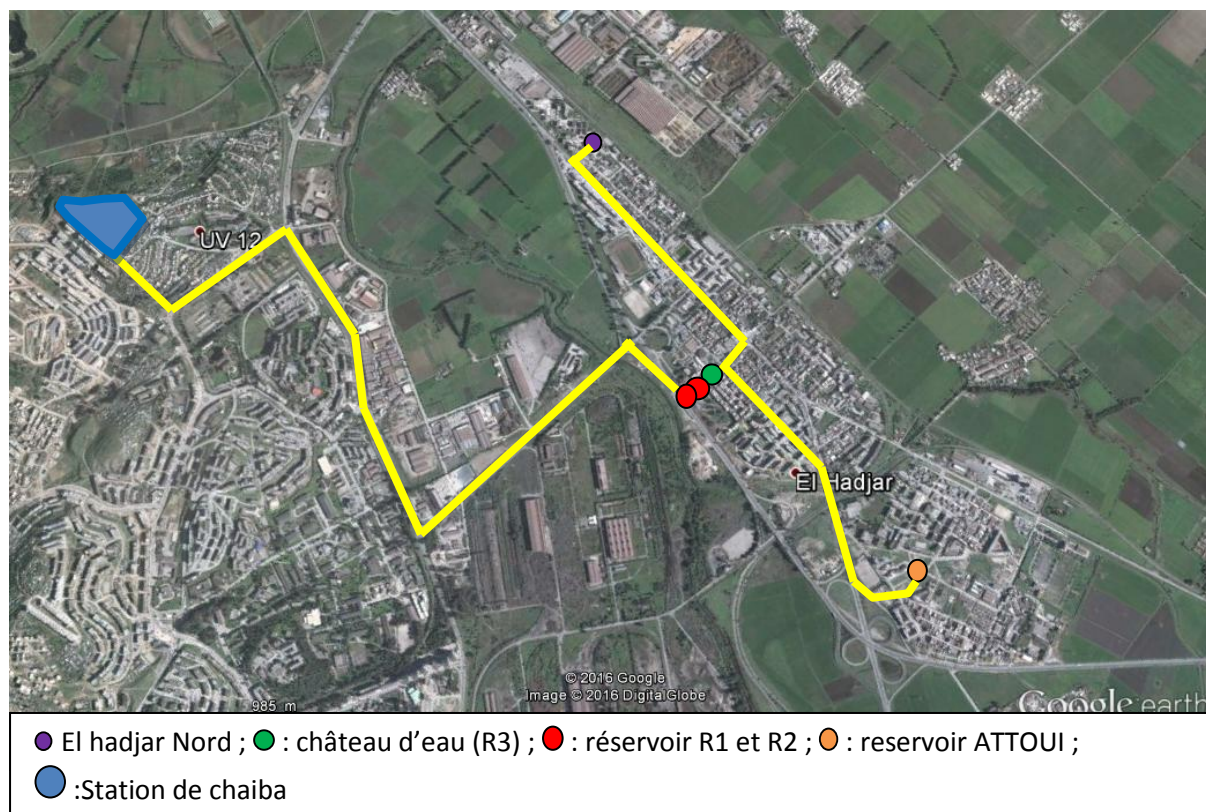 UV 12
El Hadjar
© 2016 Google
Image © 2016 DigitalGlobe
985 m
Google earth
El hadjar Nord ; : château d’eau (R3) ; : réservoir R1 et R2 ; : reservoir ATTOUI ;
:Station de chaiba